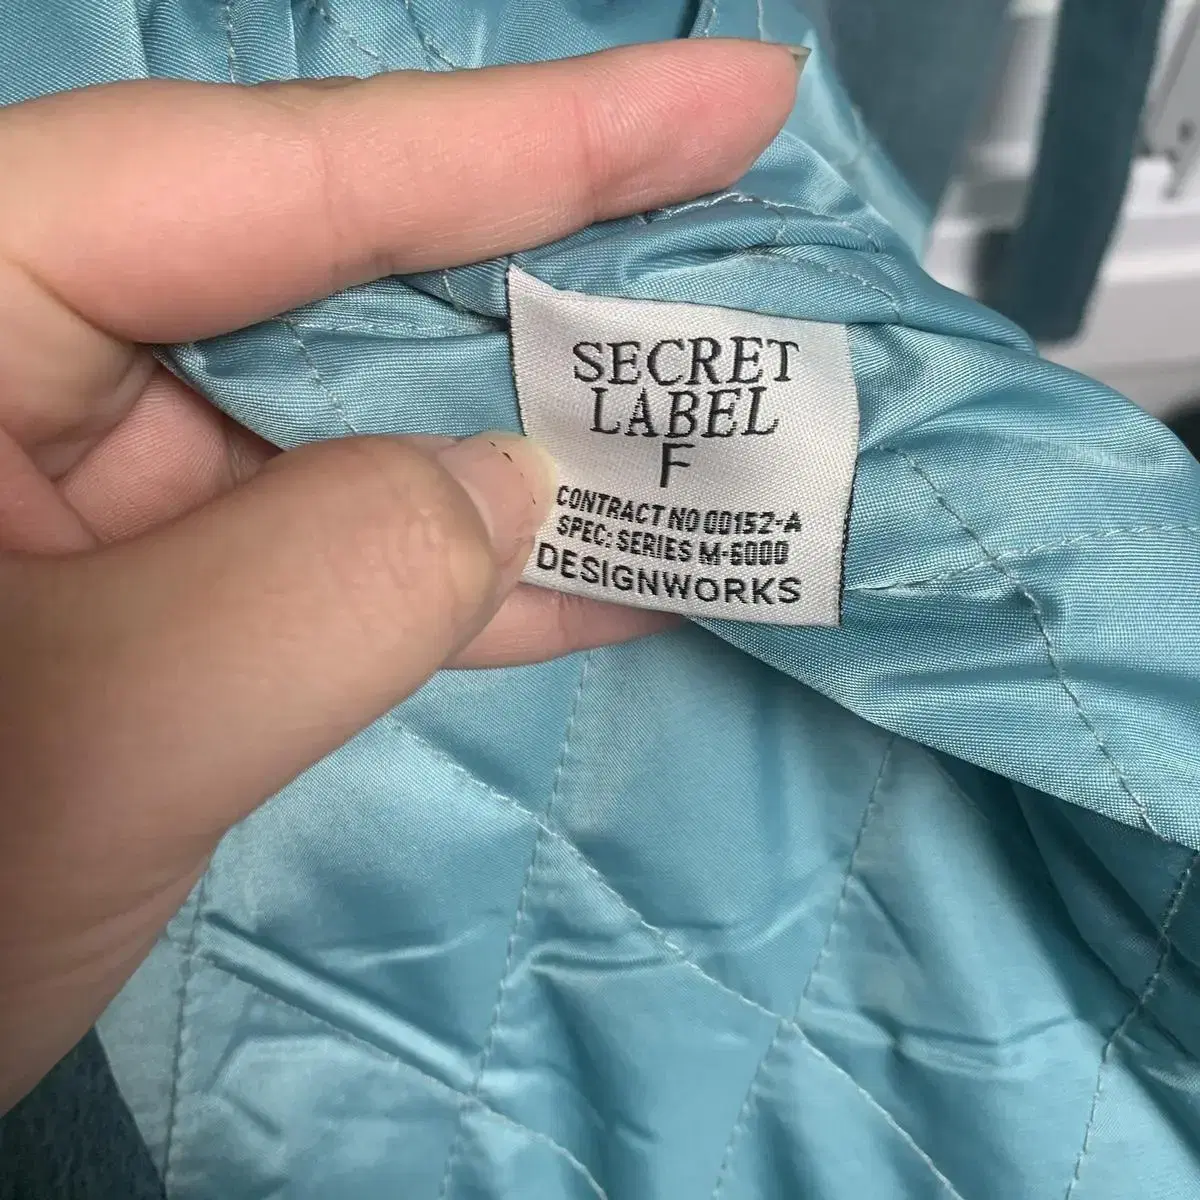 SECRET
LABEL
F
CONTRACT NO 00152-A
SPEC: SERIES M-6000
DESIGNWORKS